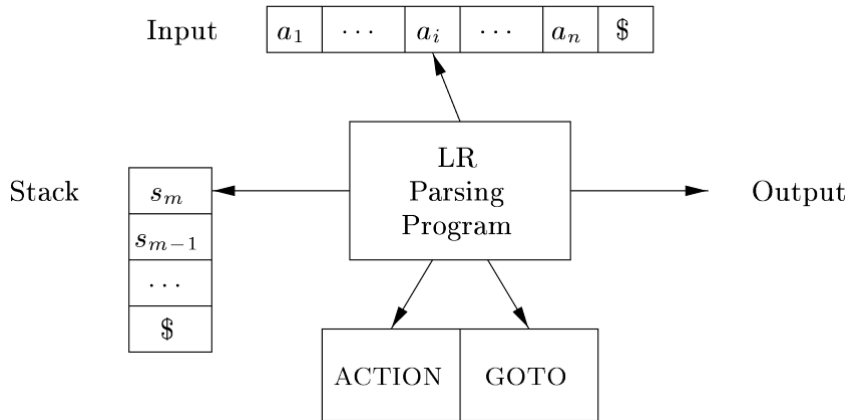 Input a₁ ··· aᵢ ··· aₙ $
LR
Parsing
Program
Stack
sₘ
sₘ₋₁
···
$
Output
ACTION GOTO